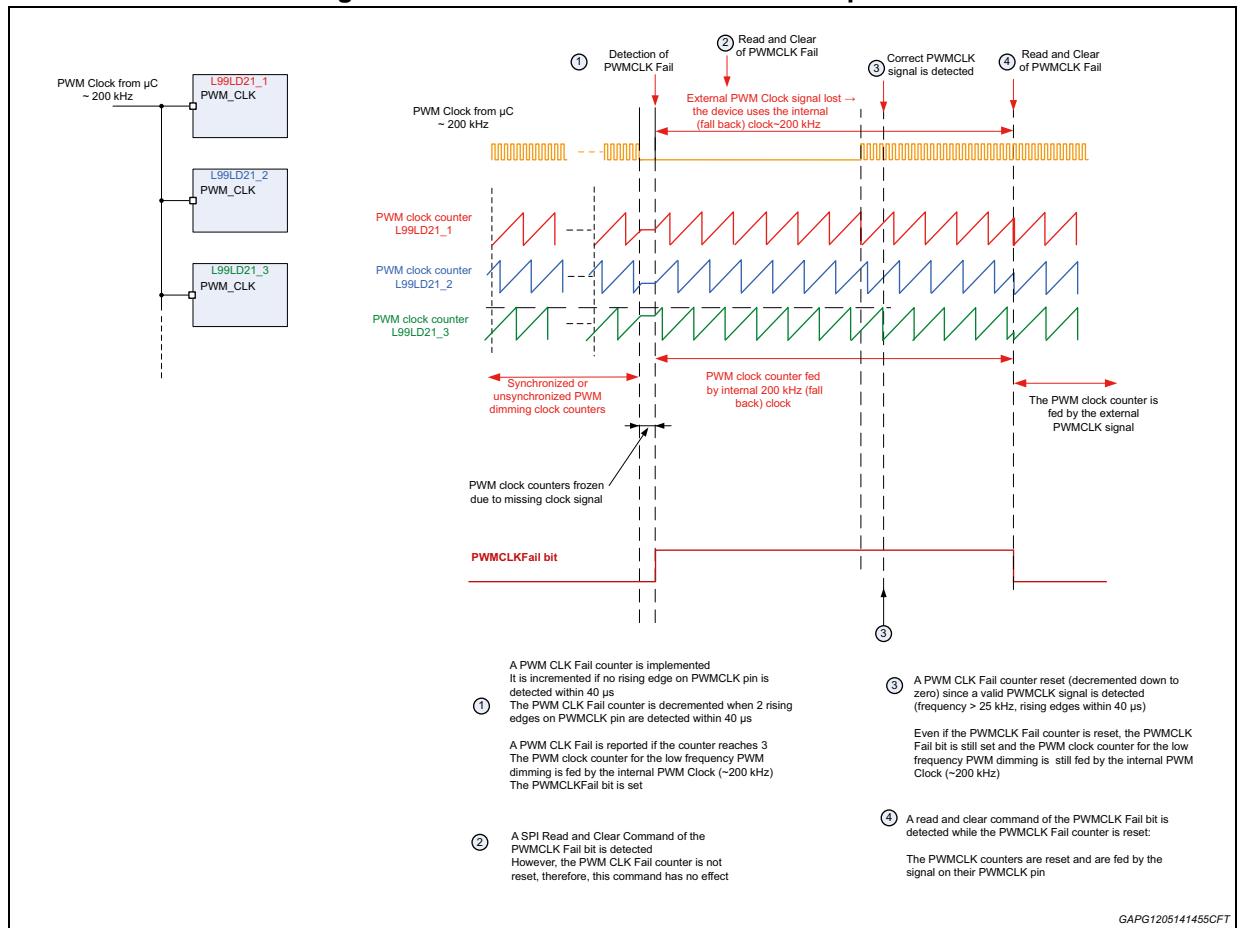 L99LD21_1
PWM_CLK
PWM Clock from µC
~ 200 kHz
L99LD21_2
PWM_CLK
L99LD21_3
PWM_CLK
1
Detection of
PWMCLK Fail
2
Read and Clear
of PWMCLK Fail
3
Correct PWMCLK
signal is detected
4
Read and Clear
of PWMCLK Fail
External PWM Clock signal lost →
the device uses the internal
(fall back) clock~200 kHz
PWM Clock from µC
~ 200 kHz
PWM clock counter
L99LD21_1
PWM clock counter
L99LD21_2
PWM clock counter
L99LD21_3
Synchronized or
unsynchronized PWM
dimming clock counters
PWM clock counter fed
by internal 200 kHz (fall
back) clock
The PWM clock counter is
fed by the external
PWMCLK signal
PWM clock counters frozen
due to missing clock signal
PWMCLKFail bit
3
1
A PWM CLK Fail counter is implemented
It is incremented if no rising edge on PWMCLK pin is
detected within 40 µs
The PWM CLK Fail counter is decremented when 2 rising
edges on PWMCLK pin are detected within 40 µs
A PWM CLK Fail is reported if the counter reaches 3
The PWM clock counter for the low frequency PWM
dimming is fed by the internal PWM Clock (~200 kHz)
The PWMCLKFail bit is set
2
A SPI Read and Clear Command of the
PWMCLK Fail bit is detected
However, the PWM CLK Fail counter is not
reset, therefore, this command has no effect
3
A PWM CLK Fail counter reset (decremented down to
zero) since a valid PWMCLK signal is detected
(frequency > 25 kHz, rising edges within 40 µs)
Even if the PWMCLK Fail counter is reset, the PWMCLK
Fail bit is still set and the PWM clock counter for the low
frequency PWM dimming is still fed by the internal PWM
Clock (~200 kHz)
4
A read and clear command of the PWMCLK Fail bit is
detected while the PWMCLK Fail counter is reset:
The PWMCLK counters are reset and are fed by the
signal on their PWMCLK pin
GAPG1205141455CFT